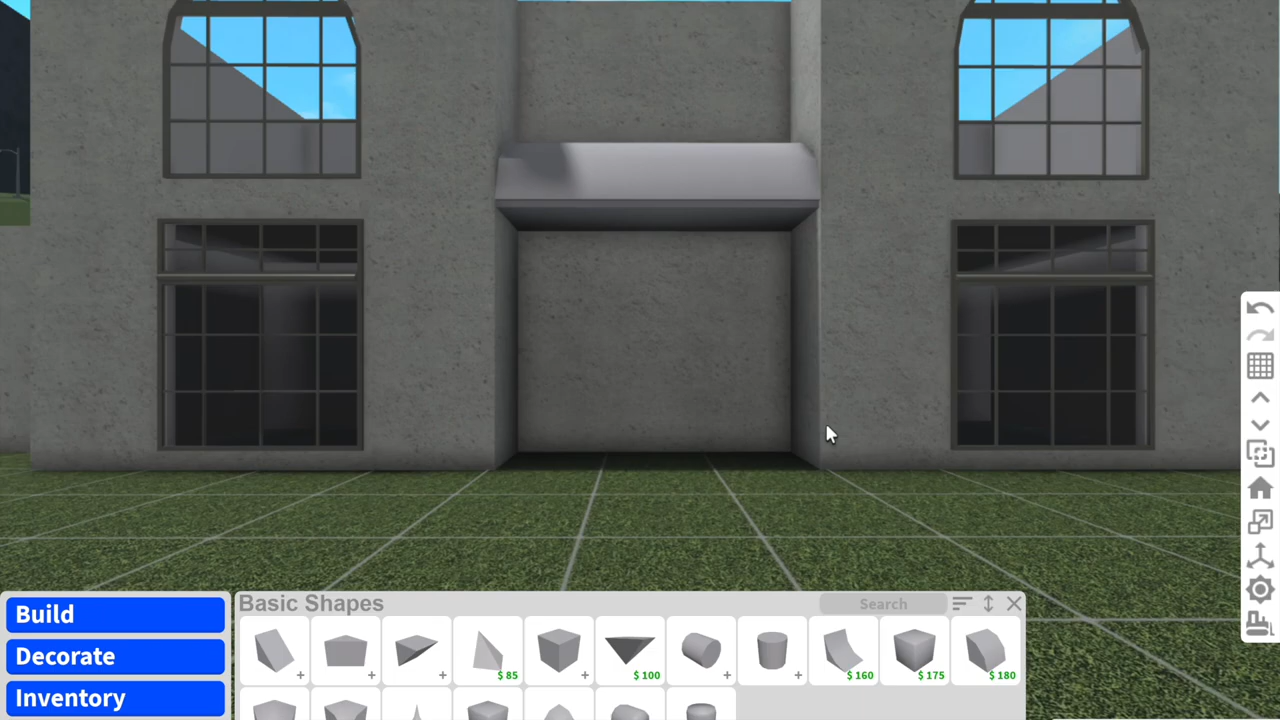 Build
Decorate
Inventory
Basic Shapes
Search
$ 85
$ 100
$ 160
$ 175
$ 180